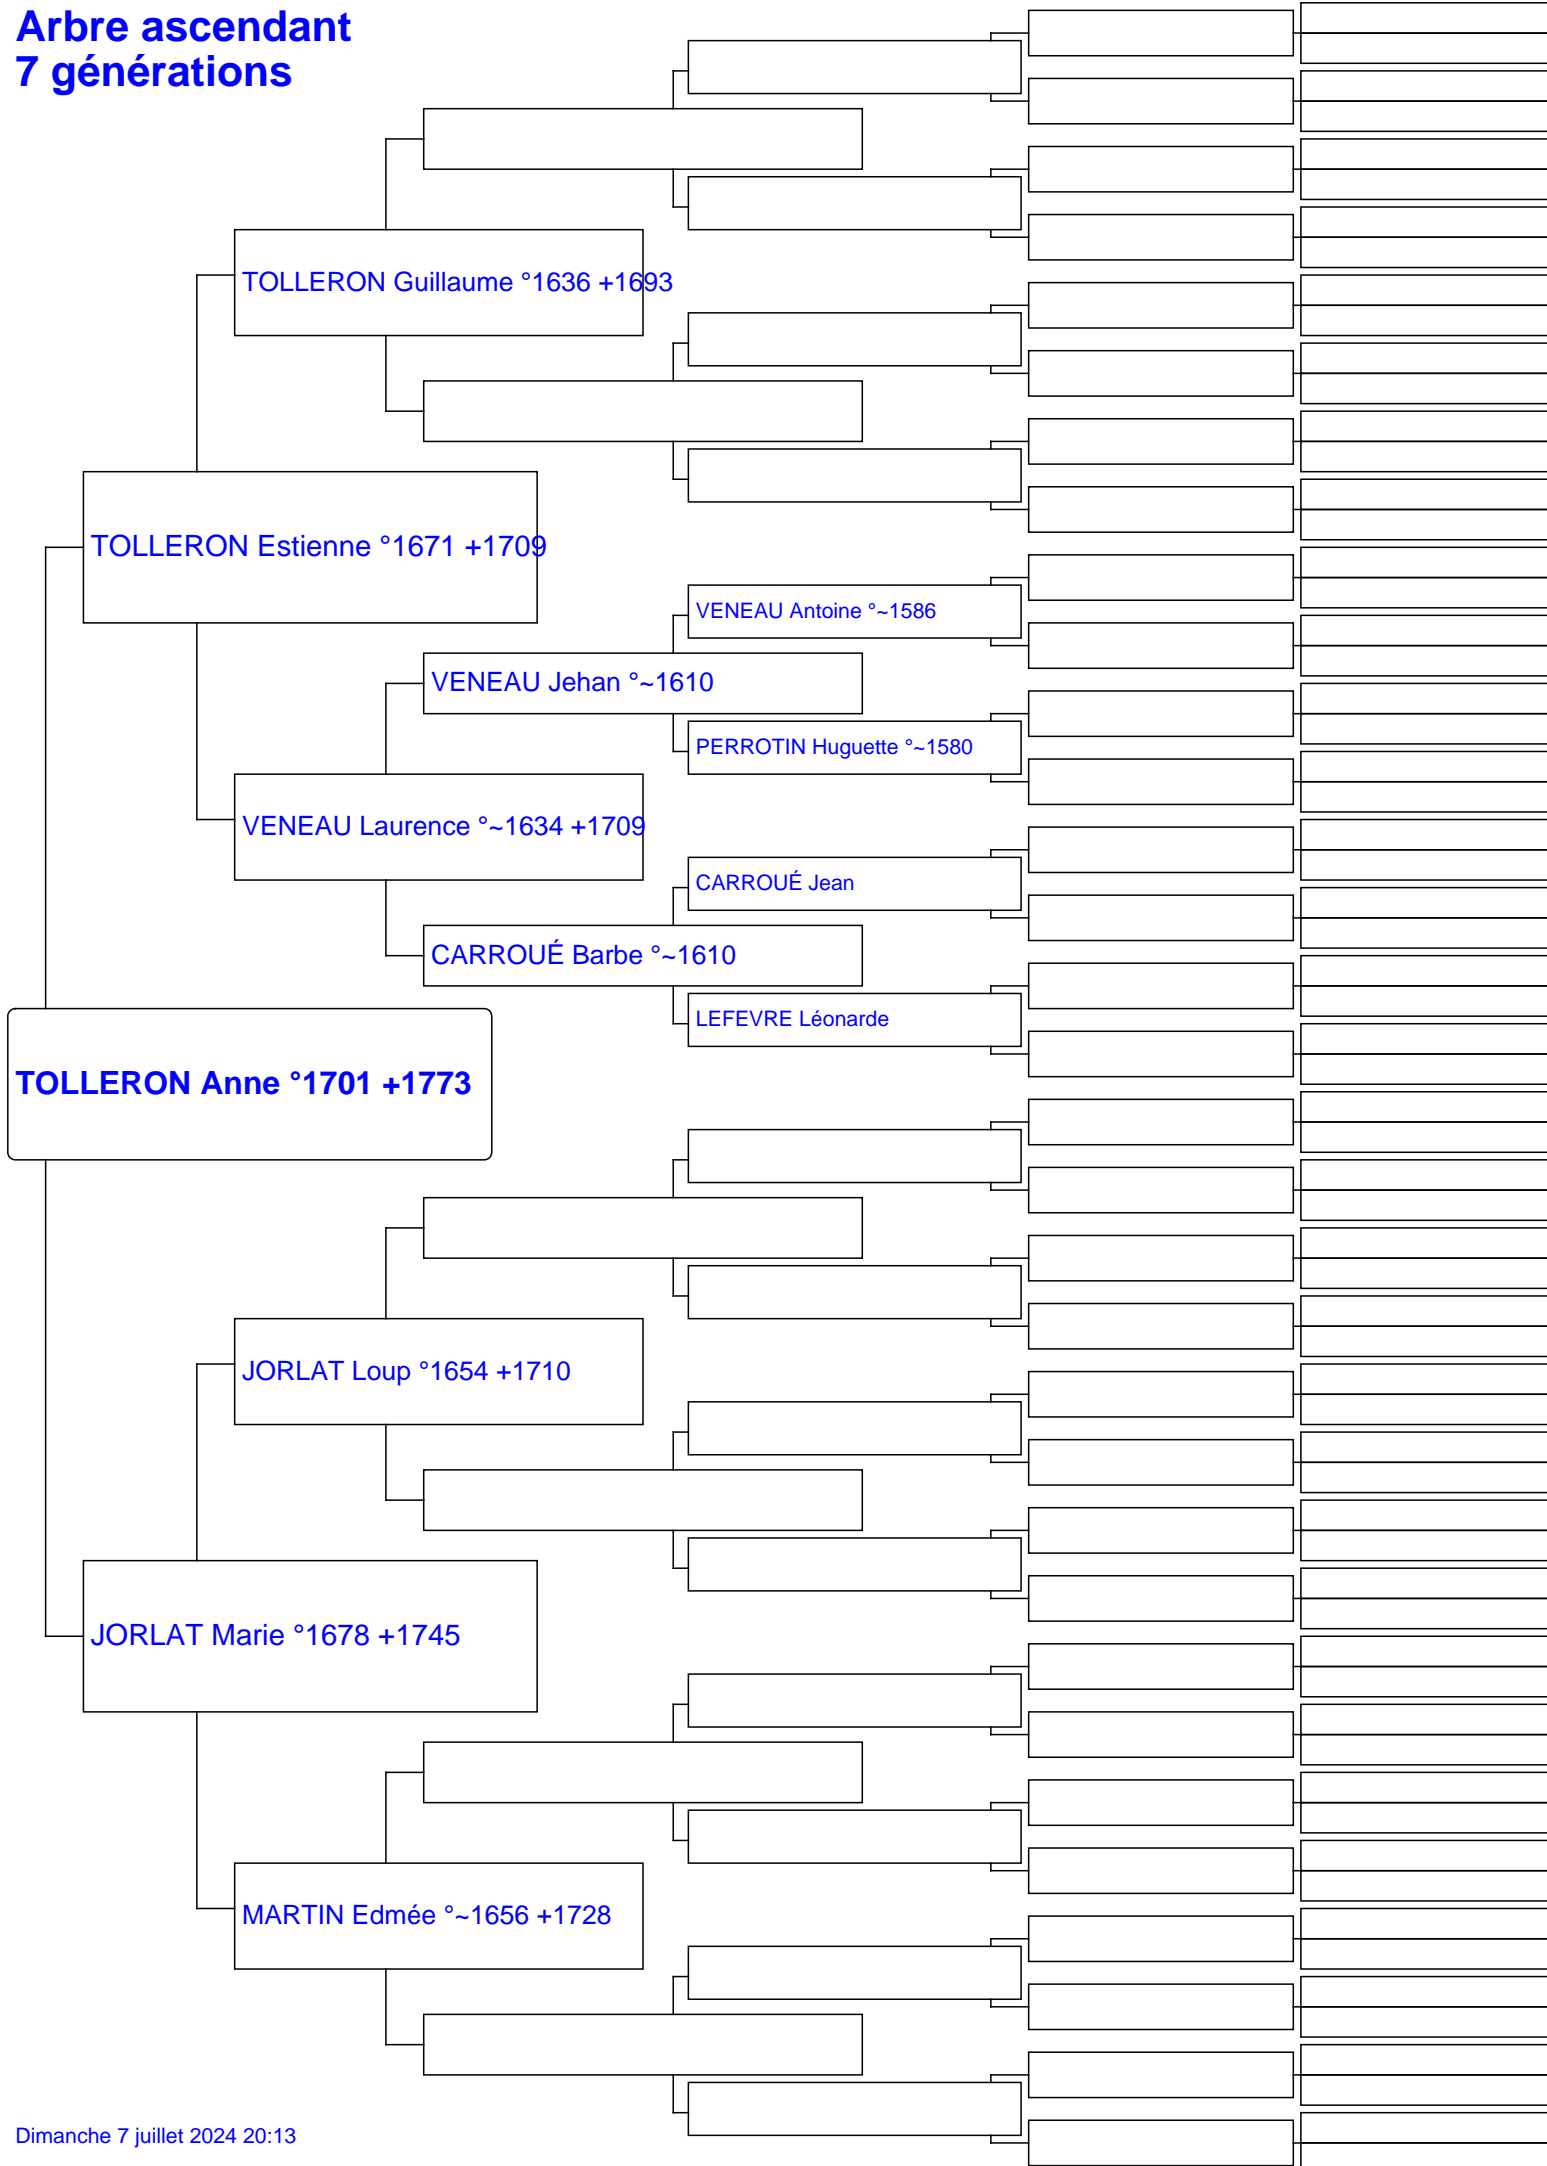 Arbre ascendant
7 générations
TOLLERON Guillaume °1636 +1693
TOLLERON Estienne °1671 +1709
VENEAU Antoine °~1586
VENEAU Jehan °~1610
PERROTIN Huguette °~1580
VENEAU Laurence °~1634 +1709
CARROUÉ Jean
CARROUÉ Barbe °~1610
LEFEVRE Léonarde
TOLLERON Anne °1701 +1773
JORLAT Loup °1654 +1710
JORLAT Marie °1678 +1745
MARTIN Edmée °~1656 +1728
Dimanche 7 juillet 2024 20:13